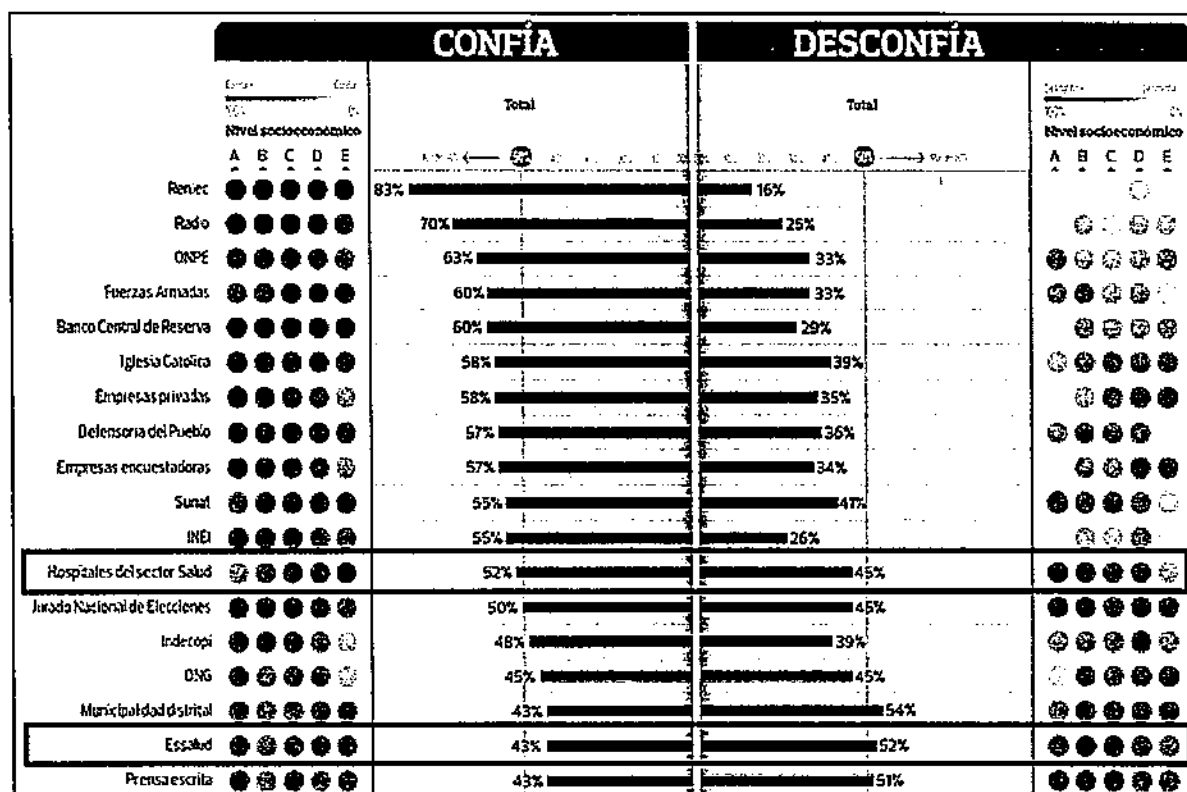 CONFÍA DESCONFÍA
Total Total
Nivel socioeconómico Nivel socioeconómico
A B C D E A B C D E
Reniec 83% 16%
Radio 70% 25%
ONPE 63% 33%
Fuerzas Armadas 60% 33%
Banco Central de Reserva 60% 29%
Iglesia Católica 58% 39%
Empresas privadas 58% 35%
Defensoría del Pueblo 57% 36%
Empresas encuestadoras 57% 34%
Sunat 55% 41%
INEI 55% 26%
Hospitales del sector Salud 52% 45%
Jurado Nacional de Elecciones 50% 45%
Indecopi 48% 39%
ONG 45% 45%
Municipalidad distrital 43% 54%
Essalud 43% 52%
Prensa escrita 43% 51%